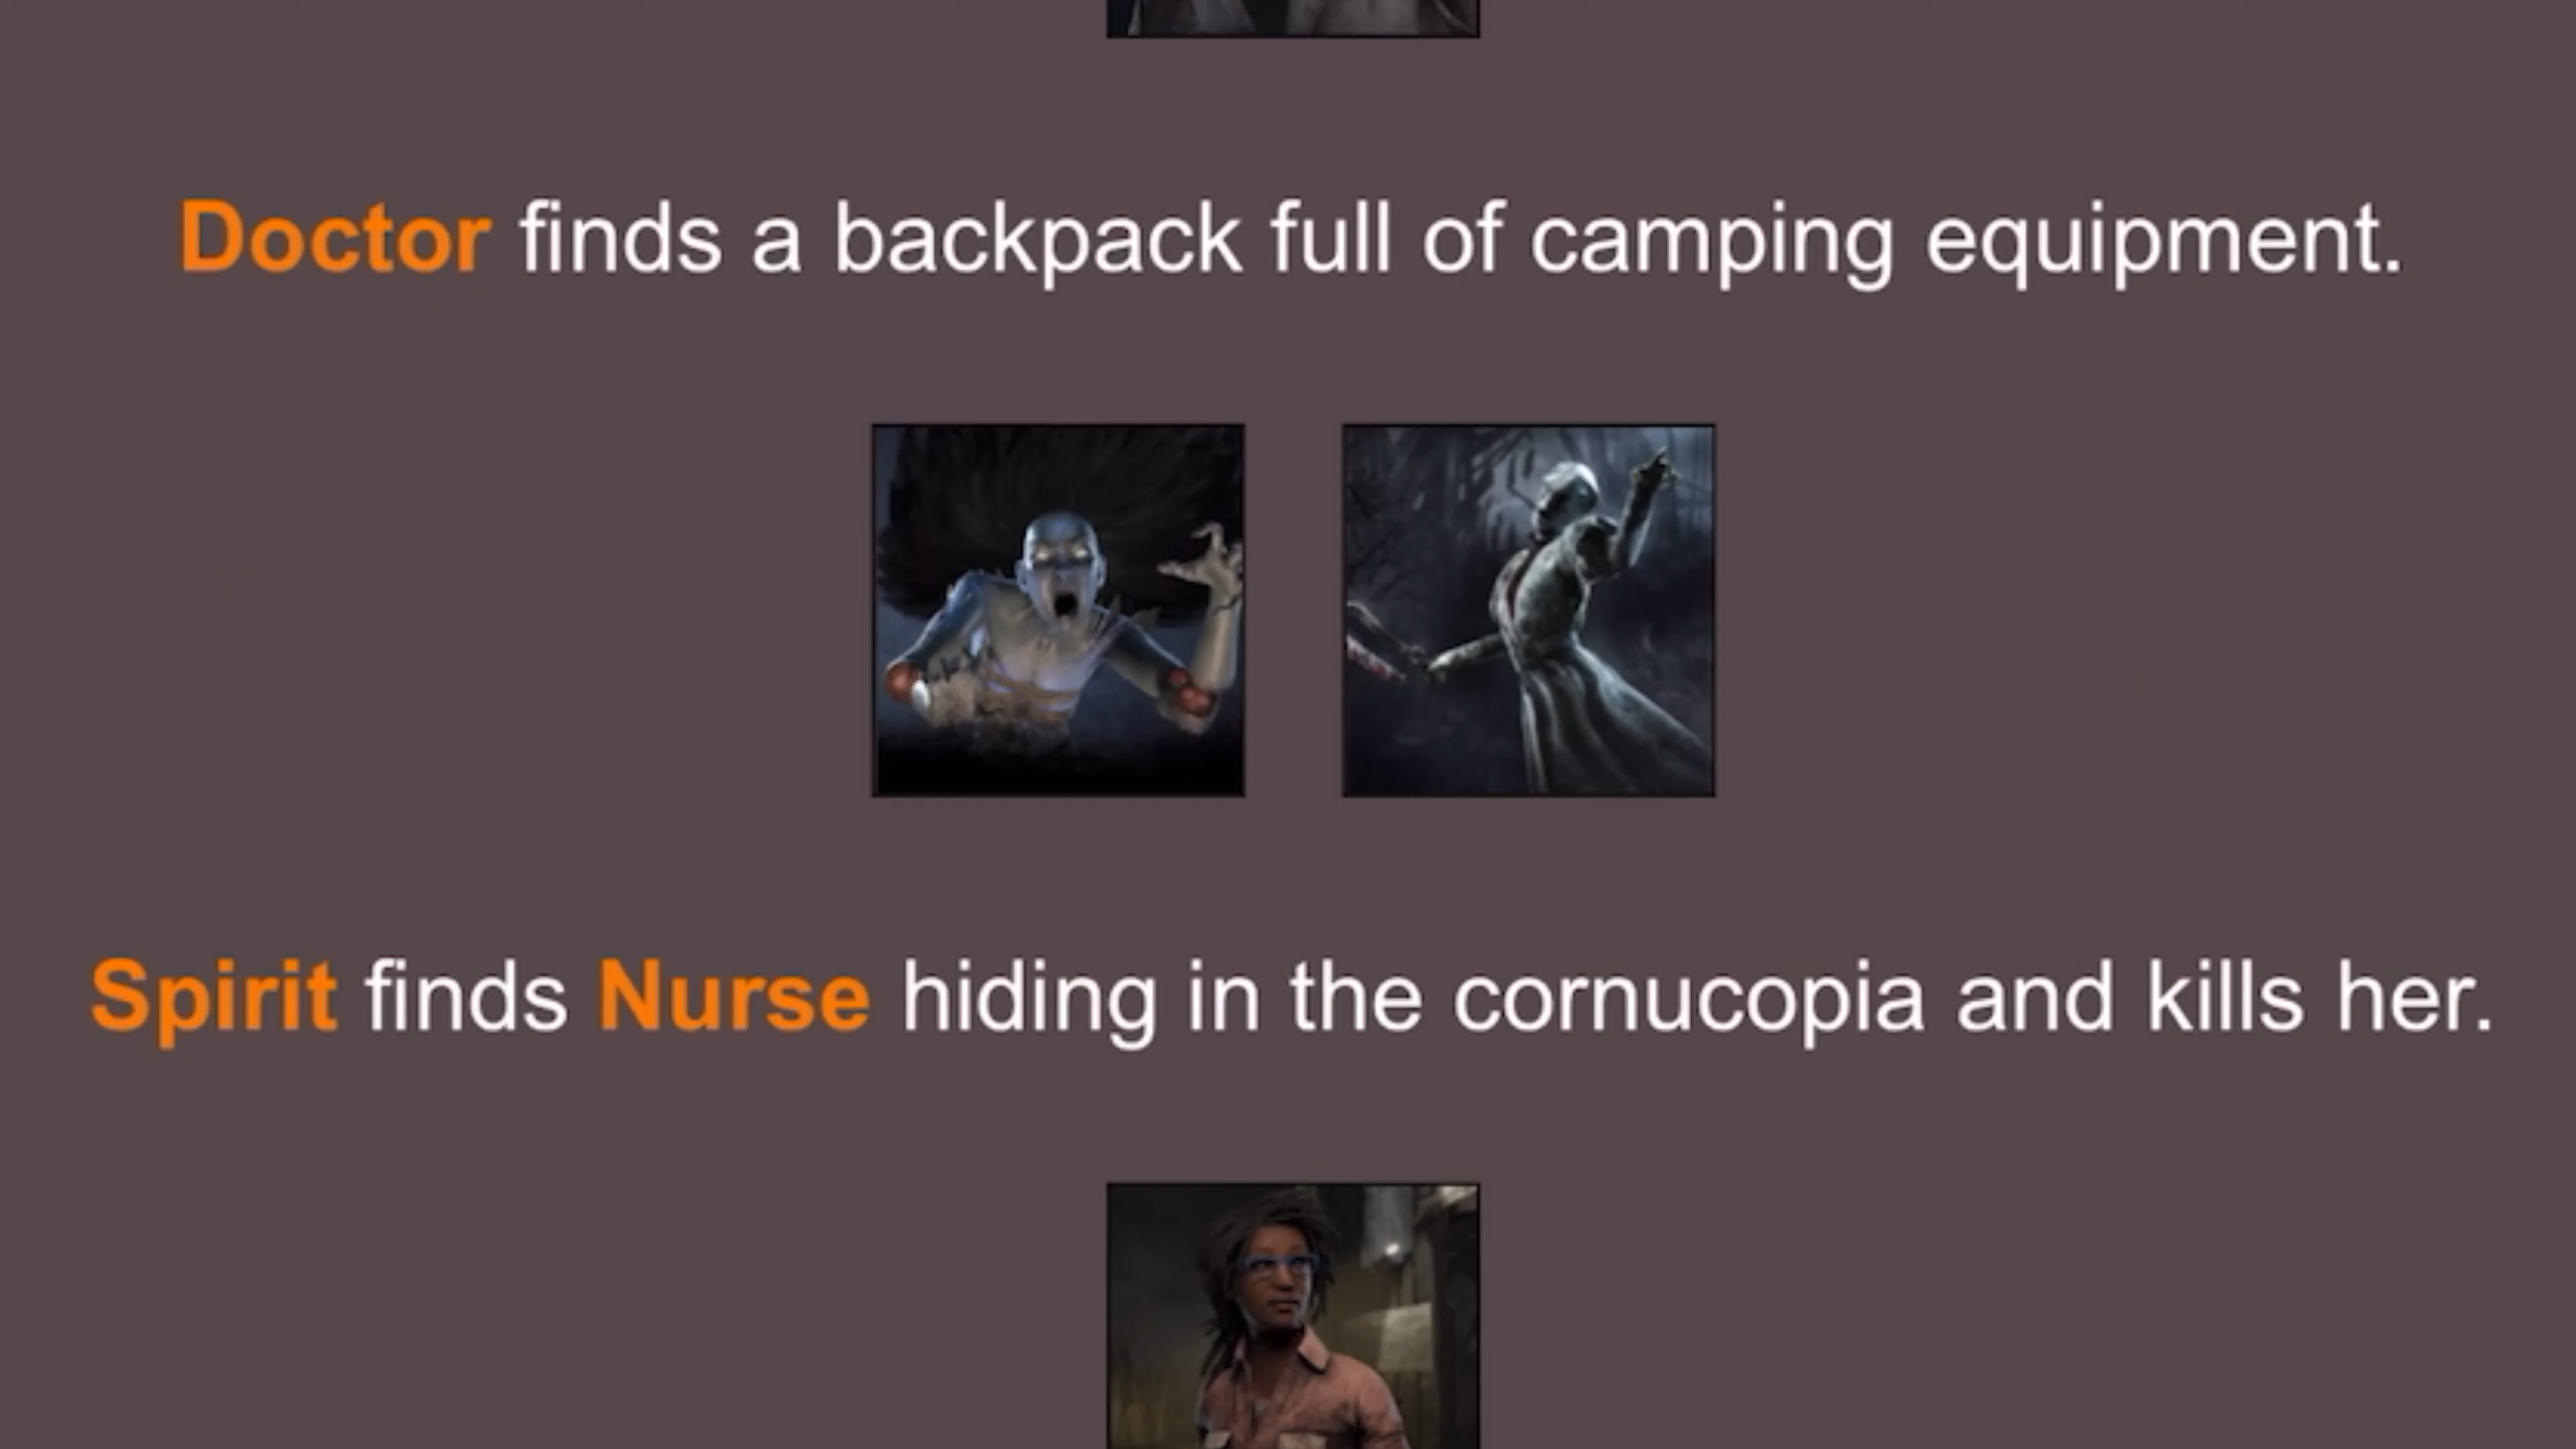 Doctor finds a backpack full of camping equipment.
Spirit finds Nurse hiding in the cornucopia and kills her.